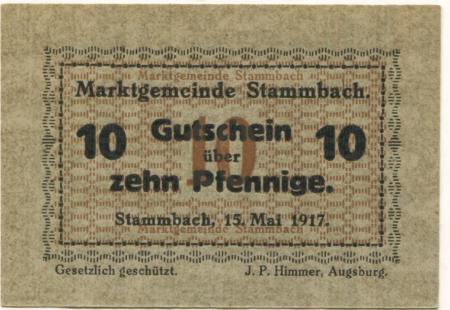 Marktgemeinde Stammbach
Marktgemeinde Stammbach.
10 Gutschein 10
10
über
zehn Pfennige.
Stammbach, 15. Mai 1917.
Marktgemeinde Stammbach
Gesetzlich geschützt. J. P. Himmer, Augsburg.